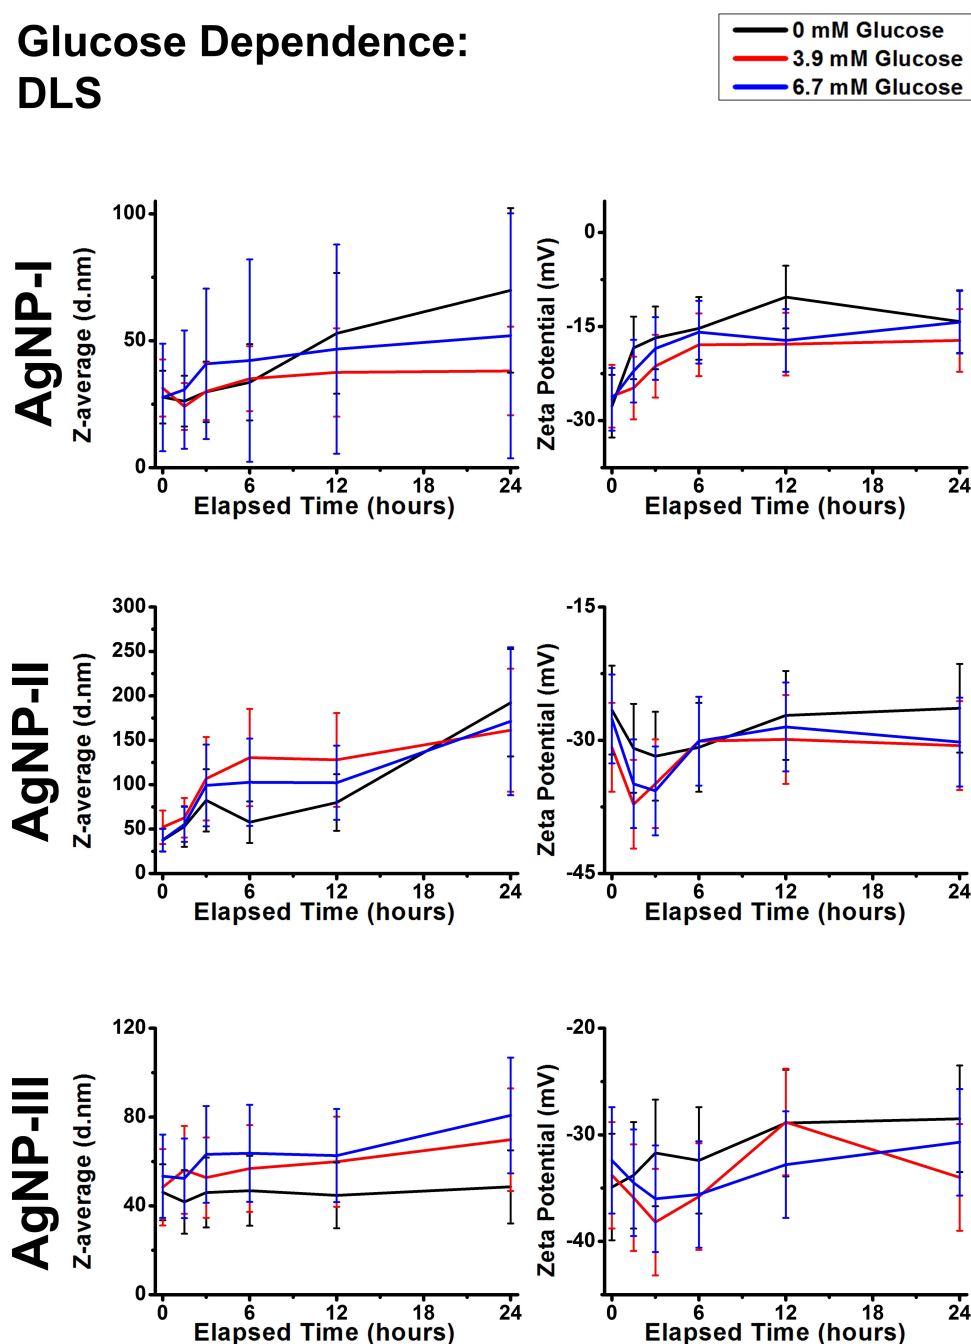 Glucose Dependence:
DLS
0 mM Glucose
3.9 mM Glucose
6.7 mM Glucose
AgNP-I
Z-average (d.nm)
100
50
0
0 6 12 18 24
Elapsed Time (hours)
Zeta Potential (mV)
0
-15
-30
0 6 12 18 24
Elapsed Time (hours)
AgNP-II
Z-average (d.nm)
300
250
200
150
100
50
0
0 6 12 18 24
Elapsed Time (hours)
Zeta Potential (mV)
-15
-30
-45
0 6 12 18 24
Elapsed Time (hours)
AgNP-III
Z-average (d.nm)
120
80
40
0
0 6 12 18 24
Elapsed Time (hours)
Zeta Potential (mV)
-20
-30
-40
0 6 12 18 24
Elapsed Time (hours)